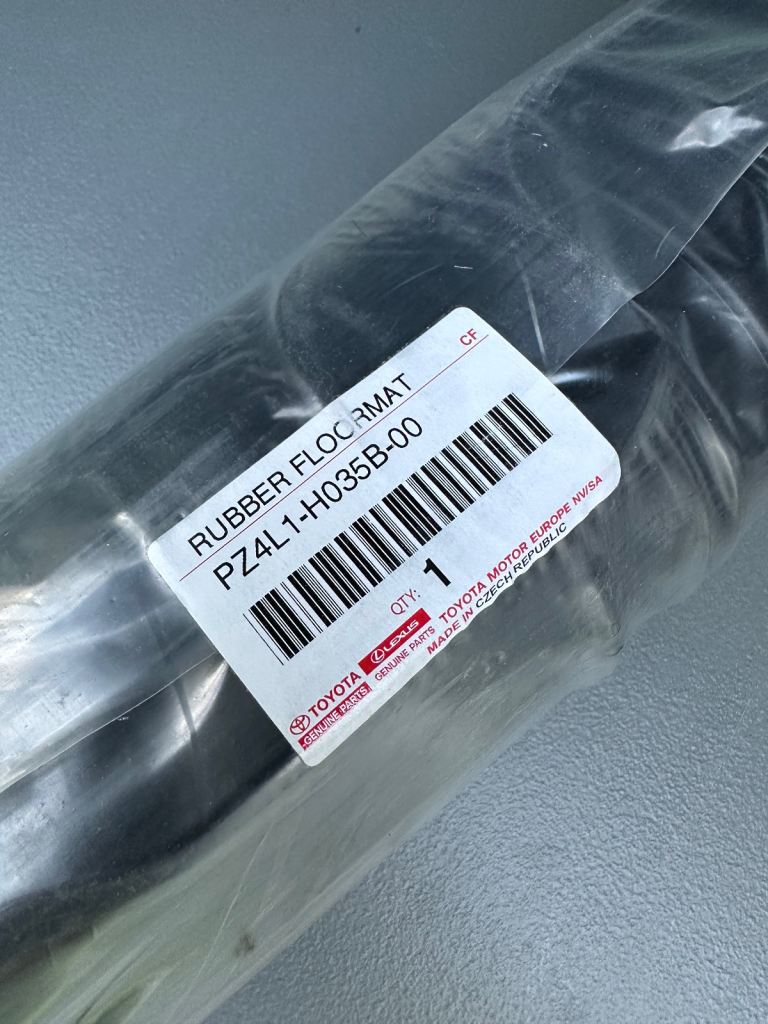 CF
RUBBER FLOORMAT
PZ4L1-H035B-00
QTY: 1
TOYOTA
GENUINE PARTS
LEXUS
GENUINE PARTS
TOYOTA MOTOR EUROPE NV/SA
MADE IN CZECH REPUBLIC